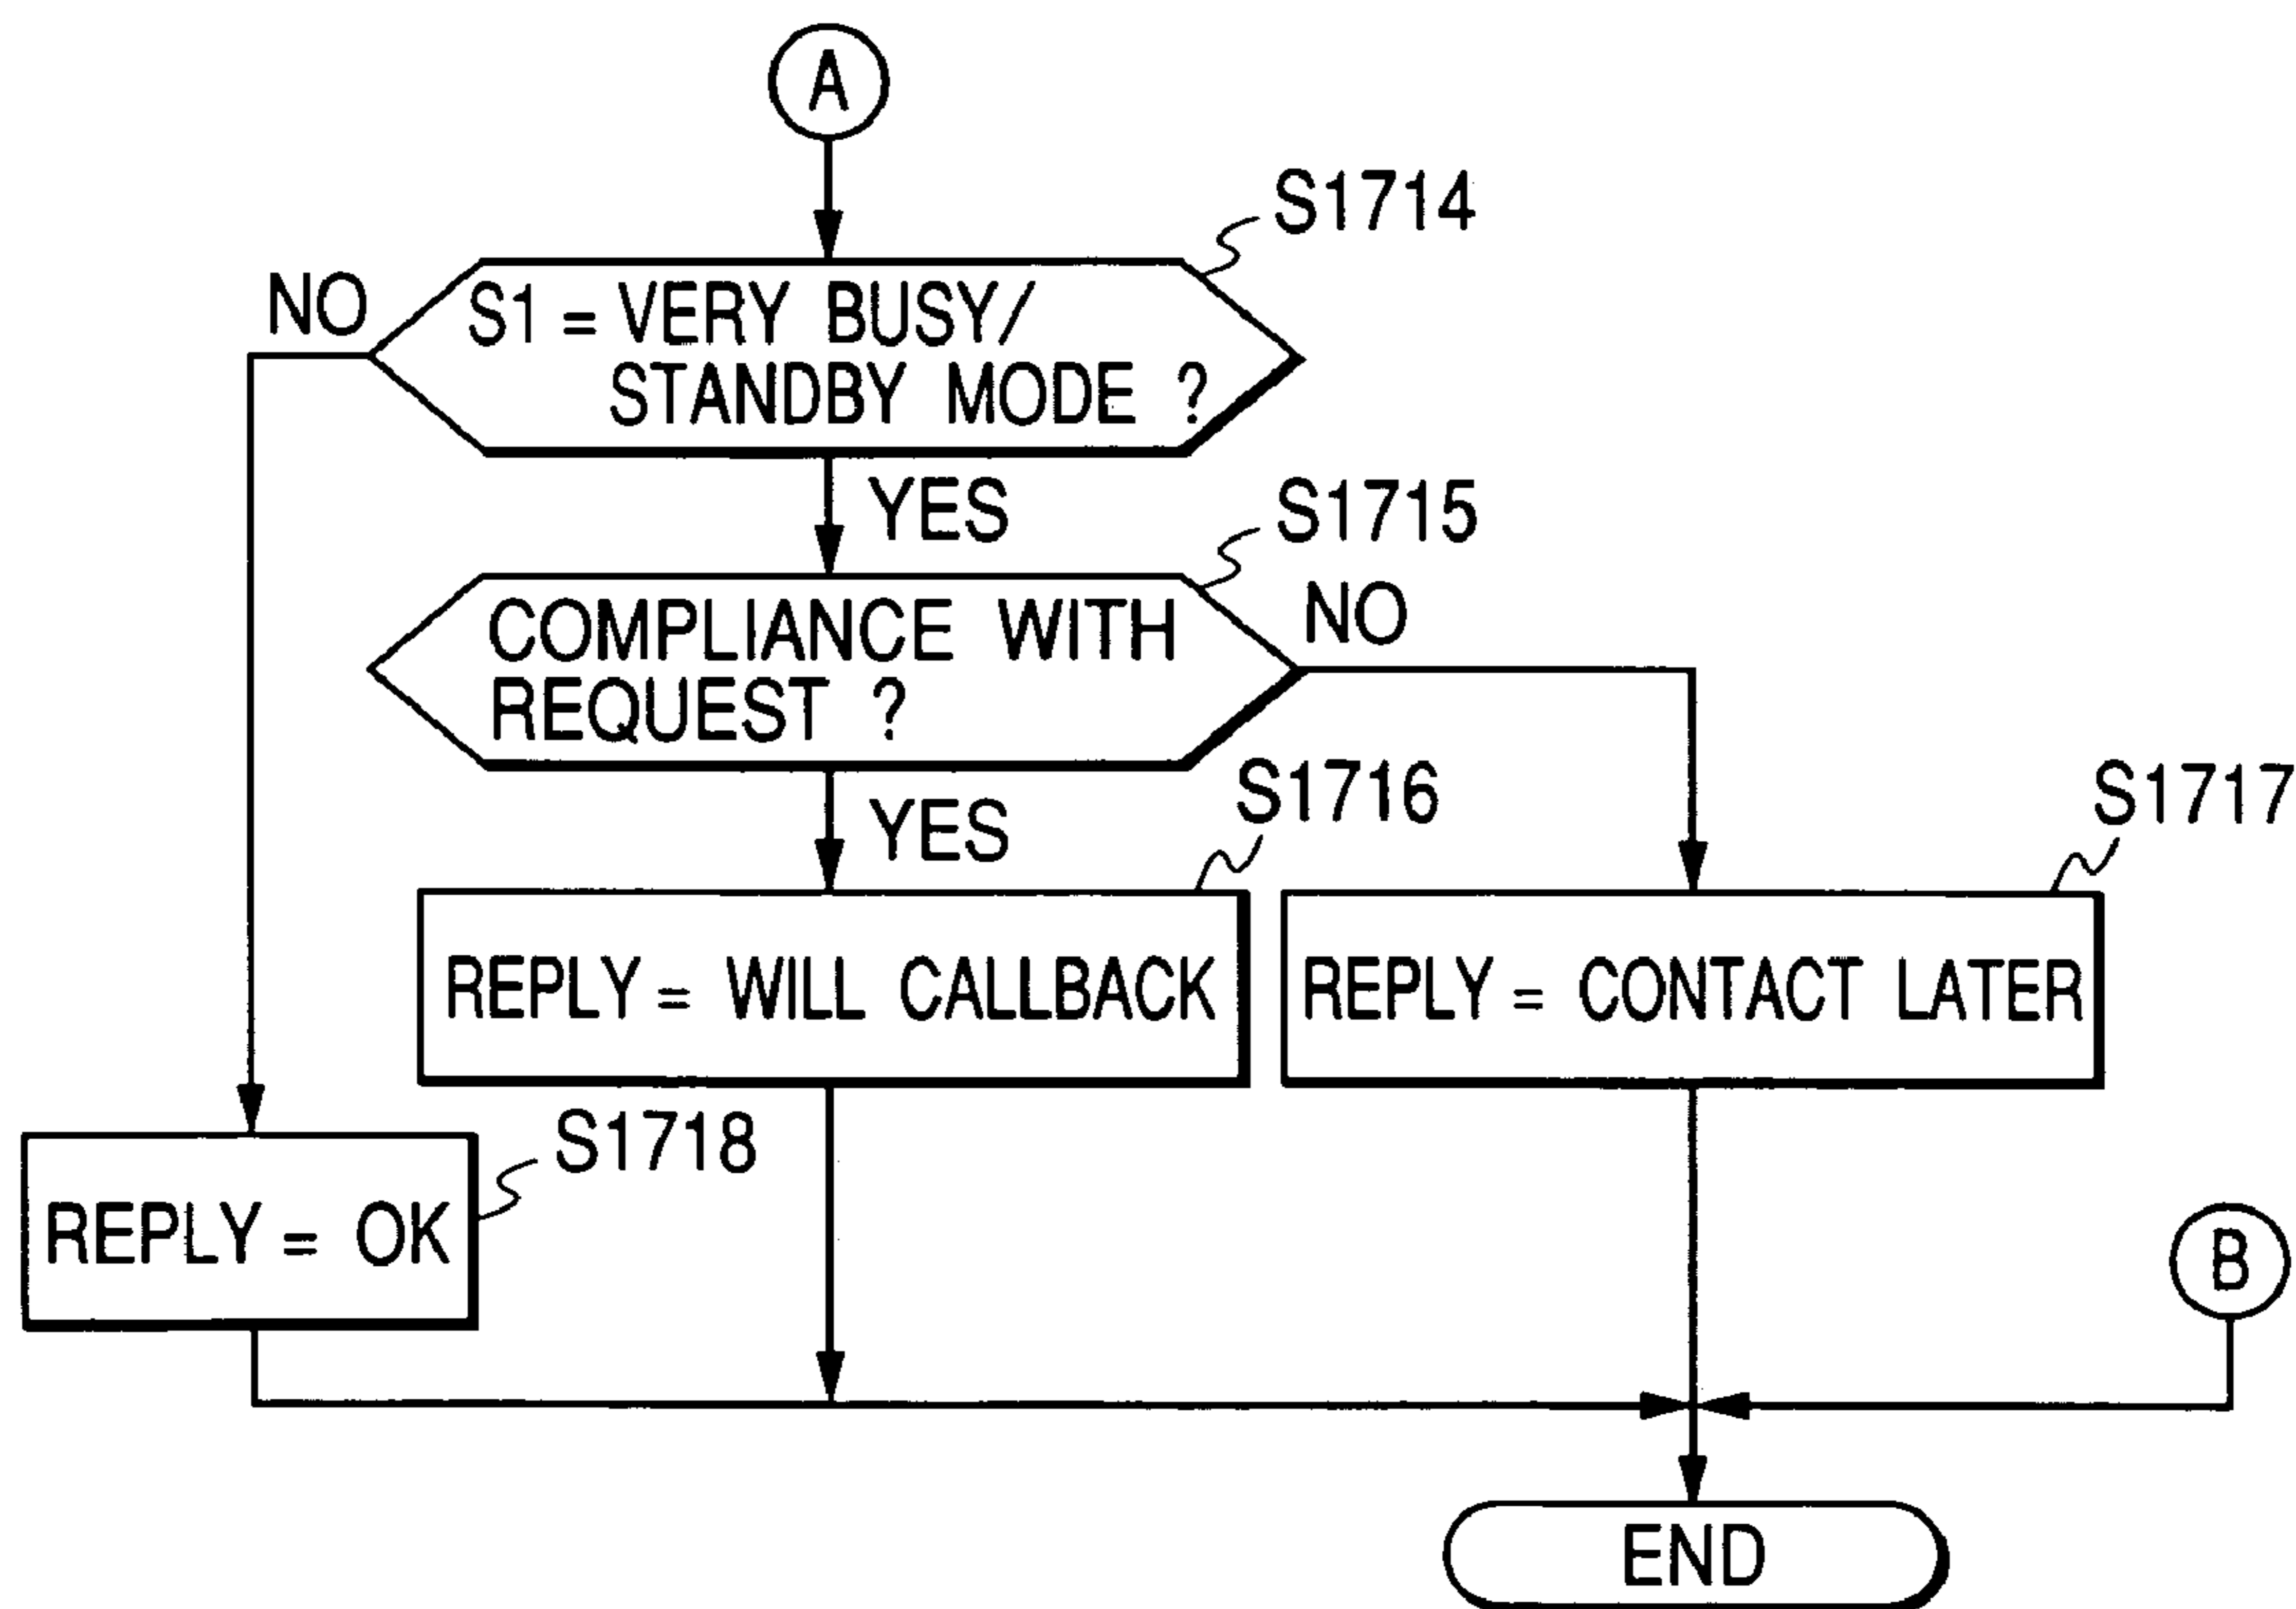 A
S1714
NO
S1 = VERY BUSY/
STANDBY MODE ?
YES
S1715
COMPLIANCE WITH
REQUEST ?
NO
YES
S1716
S1717
REPLY = WILL CALLBACK
REPLY = CONTACT LATER
S1718
REPLY = OK
B
END